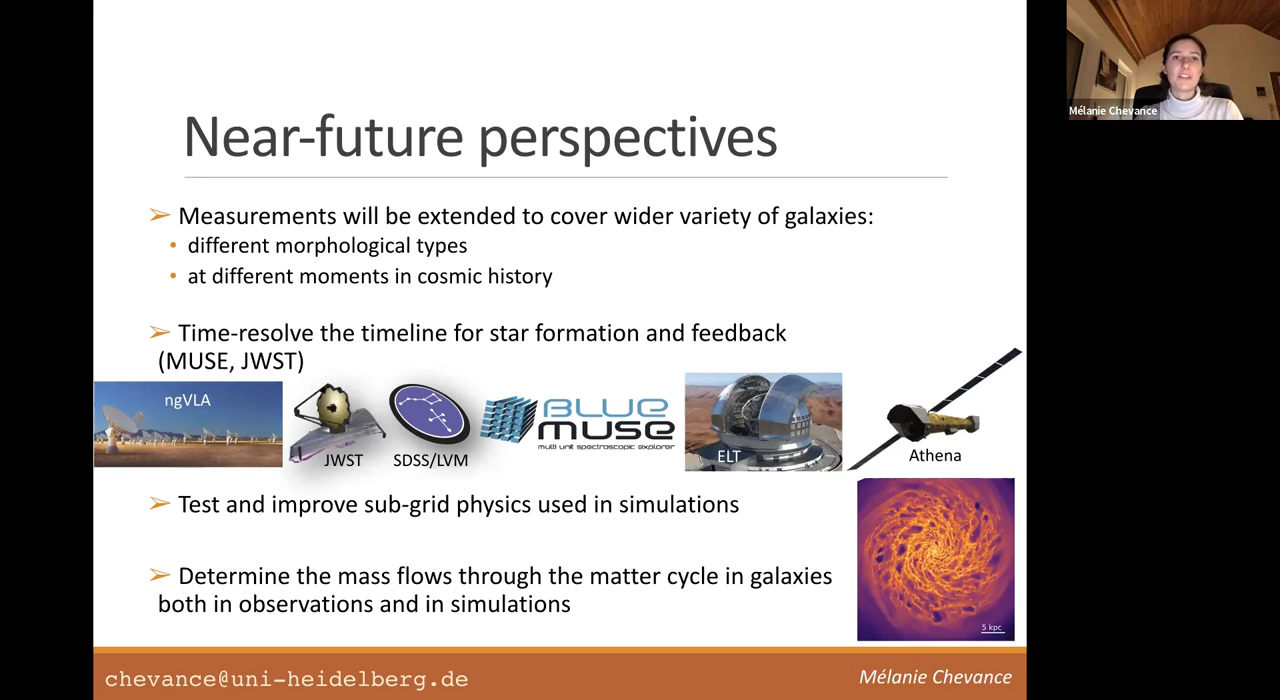 Near-future perspectives
➢ Measurements will be extended to cover wider variety of galaxies:
• different morphological types
• at different moments in cosmic history
➢ Time-resolve the timeline for star formation and feedback
(MUSE, JWST)
ngVLA
JWST
SDSS/LVM
BLUE
MUSE
multi unit spectroscopic explorer
ELT
Athena
➢ Test and improve sub-grid physics used in simulations
➢ Determine the mass flows through the matter cycle in galaxies
both in observations and in simulations
5 kpc
chevance@uni-heidelberg.de
Mélanie Chevance
Mélanie Chevance